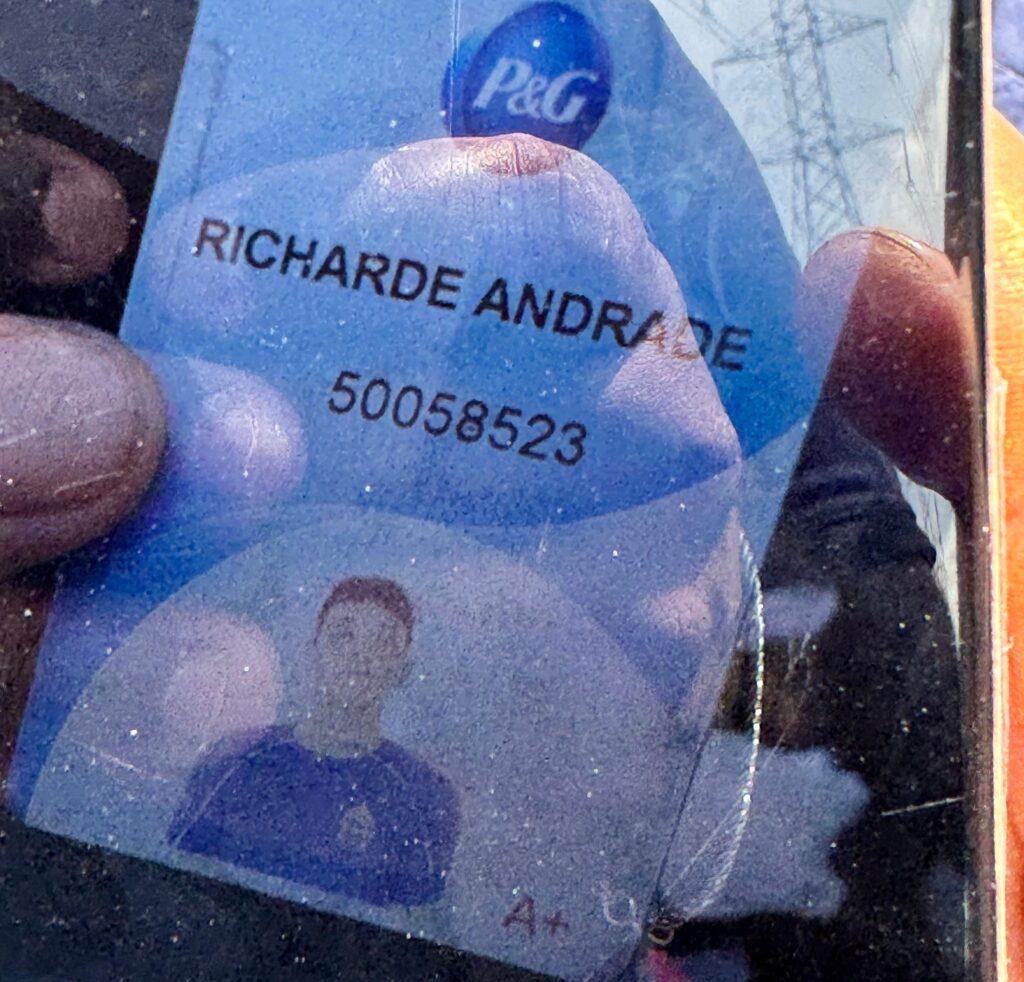 P&G
RICHARDE ANDRADE
50058523
A+